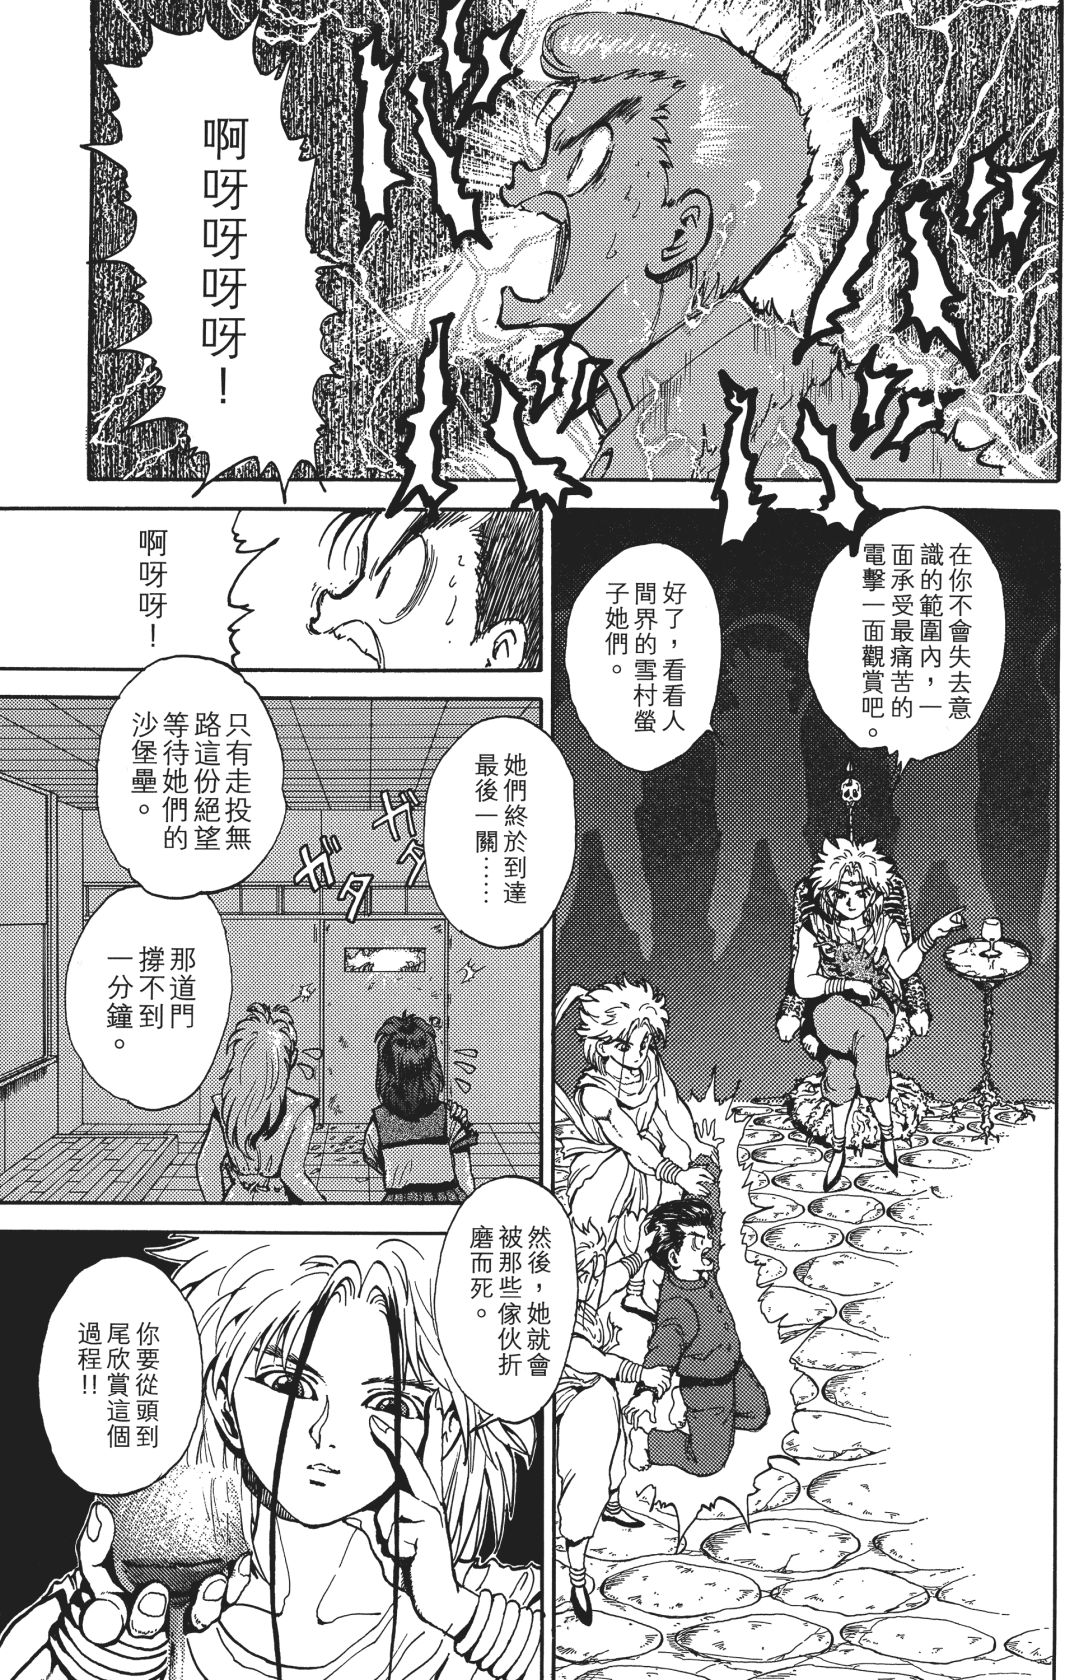 啊呀呀呀呀！
在你不會失去意
識的範圍內，一
面承受最痛苦的
電擊一面觀賞吧。
好了，看看人
間界的雪村螢
子她們。
啊呀呀！
她們終於到達
最後一關……
只有走投無
路這份絕望
等待她們的
沙堡壘。
ガタ
ガタ
那道門
撐不到
一分鐘。
然後，她就會
被那些傢伙折
磨而死。
你要從頭到
尾欣賞這個
過程!!